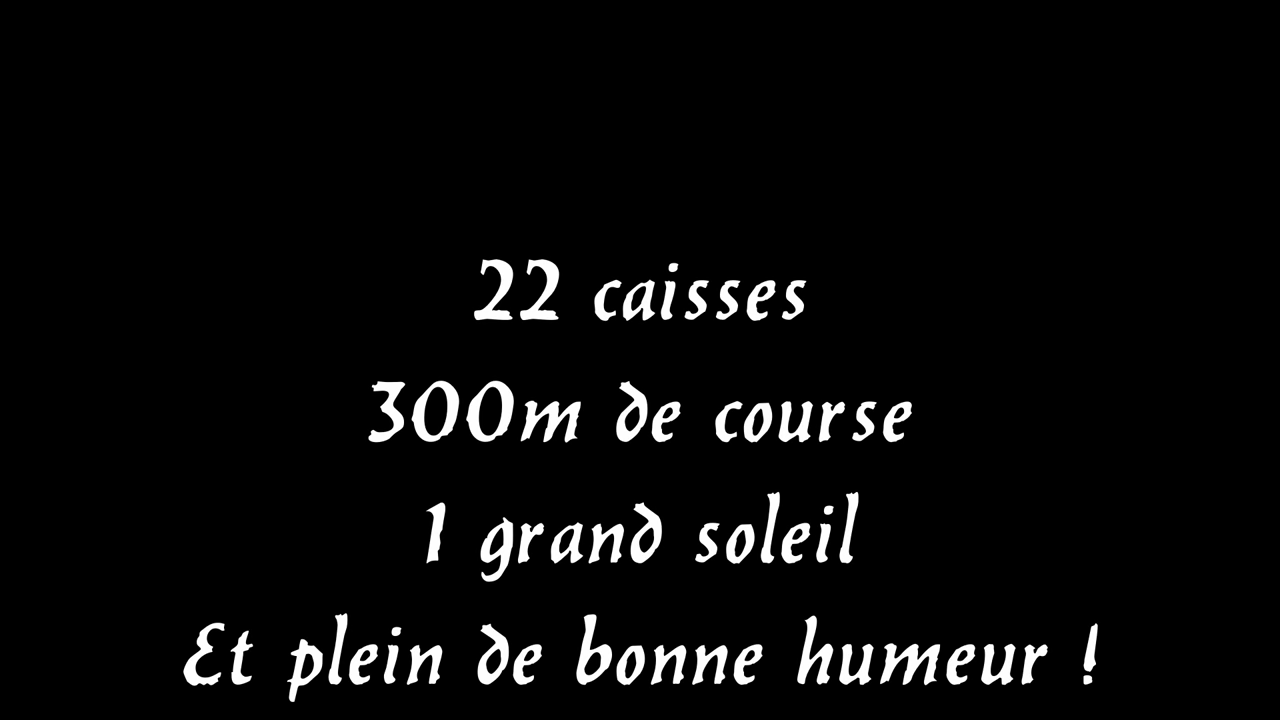 22 caisses
300m de course
1 grand soleil
Et plein de bonne humeur !